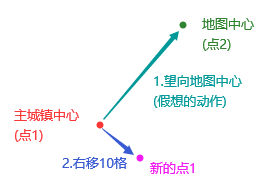 地图中心
(点2)
1.望向地图中心
(假想的动作)
主城镇中心
(点1)
2.右移10格
新的点1